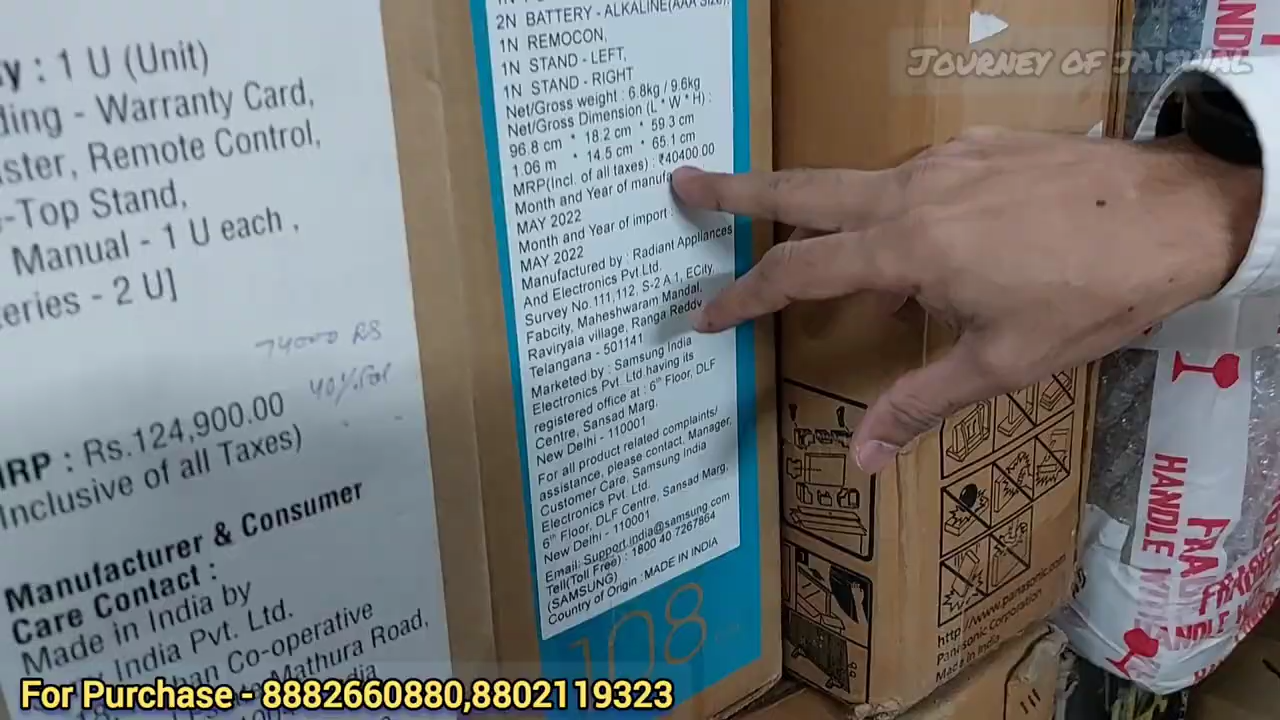 y : 1 U (Unit)
ding - Warranty Card,
aster, Remote Control,
-Top Stand,
Manual - 1 U each ,
eries - 2 U]
74000 RS
40%
MRP : Rs.124,900.00
Inclusive of all Taxes)
Manufacturer & Consumer
Care Contact :
Made in India by
India Pvt. Ltd.
Co-operative
Mathura Road,
India
2N BATTERY - ALKALINE(AAA Size),
1N REMOCON,
1N STAND - LEFT,
1N STAND - RIGHT
Net/Gross weight : 6.8kg / 9.6kg
Net/Gross Dimension (L * W * H) :
96.8 cm * 18.2 cm * 59.3 cm
1.06 m * 14.5 cm * 65.1 cm
MRP(Incl. of all taxes) : ₹40400.00
Month and Year of manufa
MAY 2022
Month and Year of import :
MAY 2022
Manufactured by : Radiant Appliances
And Electronics Pvt.Ltd.
Survey No.111,112, S-2 A 1, ECity,
Fabcity, Maheshwaram Mandal,
Raviryala village, Ranga Reddy
Telangana - 501141
Marketed by : Samsung India
Electronics Pvt. Ltd having its
registered office at : 6th Floor, DLF
Centre, Sansad Marg,
New Delhi - 110001
For all product related complaints/
assistance, please contact, Manager,
Customer Care, Samsung India
Electronics Pvt. Ltd.
6th Floor, DLF Centre, Sansad Marg,
New Delhi - 110001
Email: Support.india@samsung.com
Tell(Toll Free) : 1800 40 7267864
(SAMSUNG)
Country of Origin : MADE IN INDIA
108
Journey of jaiswal
http://www.panasonic.com
Panasonic Corporation
Made in
HANDLE
FRA
HANDLE WI
FRAGI
For Purchase - 8882660880,8802119323